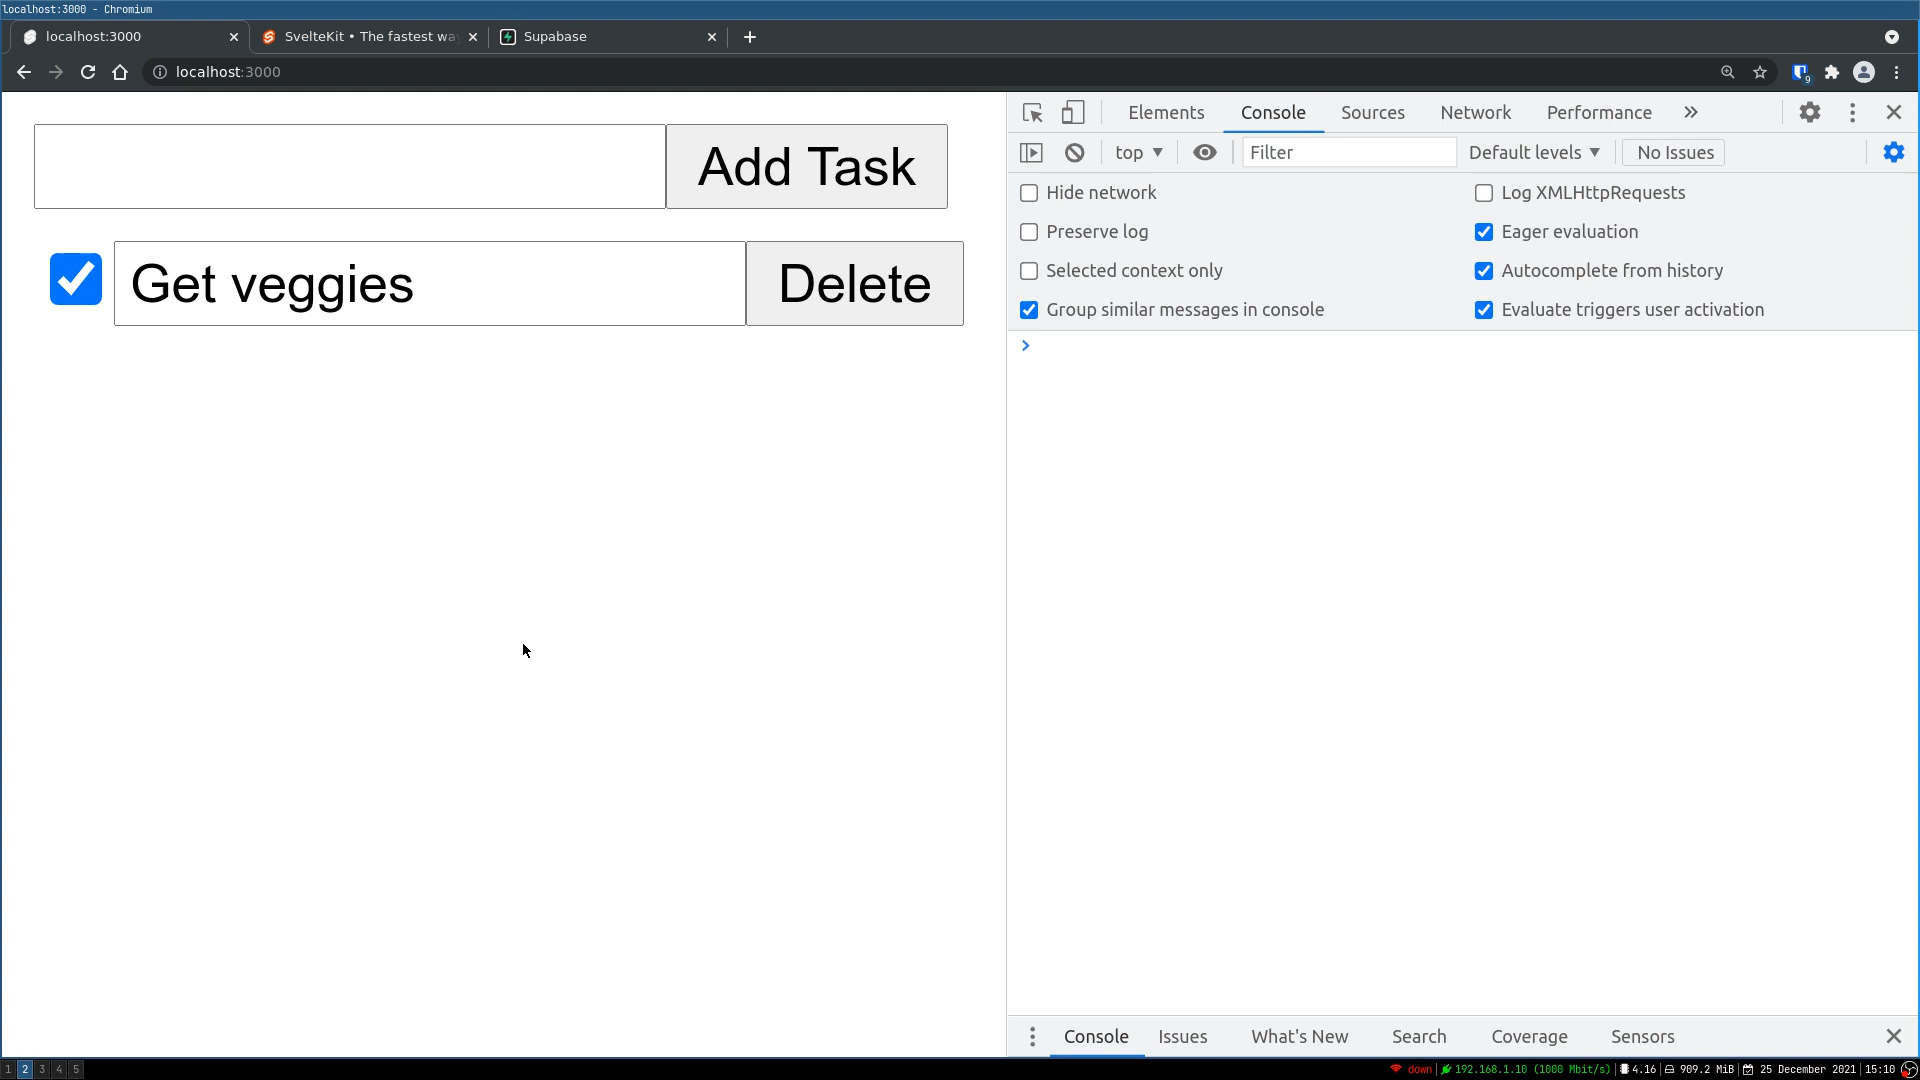 localhost:3000 - Chromium
localhost:3000
SvelteKit • The fastest wa
Supabase
localhost:3000
9
Add Task
Get veggies
Delete
Elements Console Sources Network Performance
top
Filter
Default levels
No Issues
Hide network
Log XMLHttpRequests
Preserve log
Eager evaluation
Selected context only
Autocomplete from history
Group similar messages in console
Evaluate triggers user activation
Console Issues What's New Search Coverage Sensors
1 2 3 4 5
down 192.168.1.10 (1000 Mbit/s) 4.16 909.2 MiB 25 December 2021 15:10